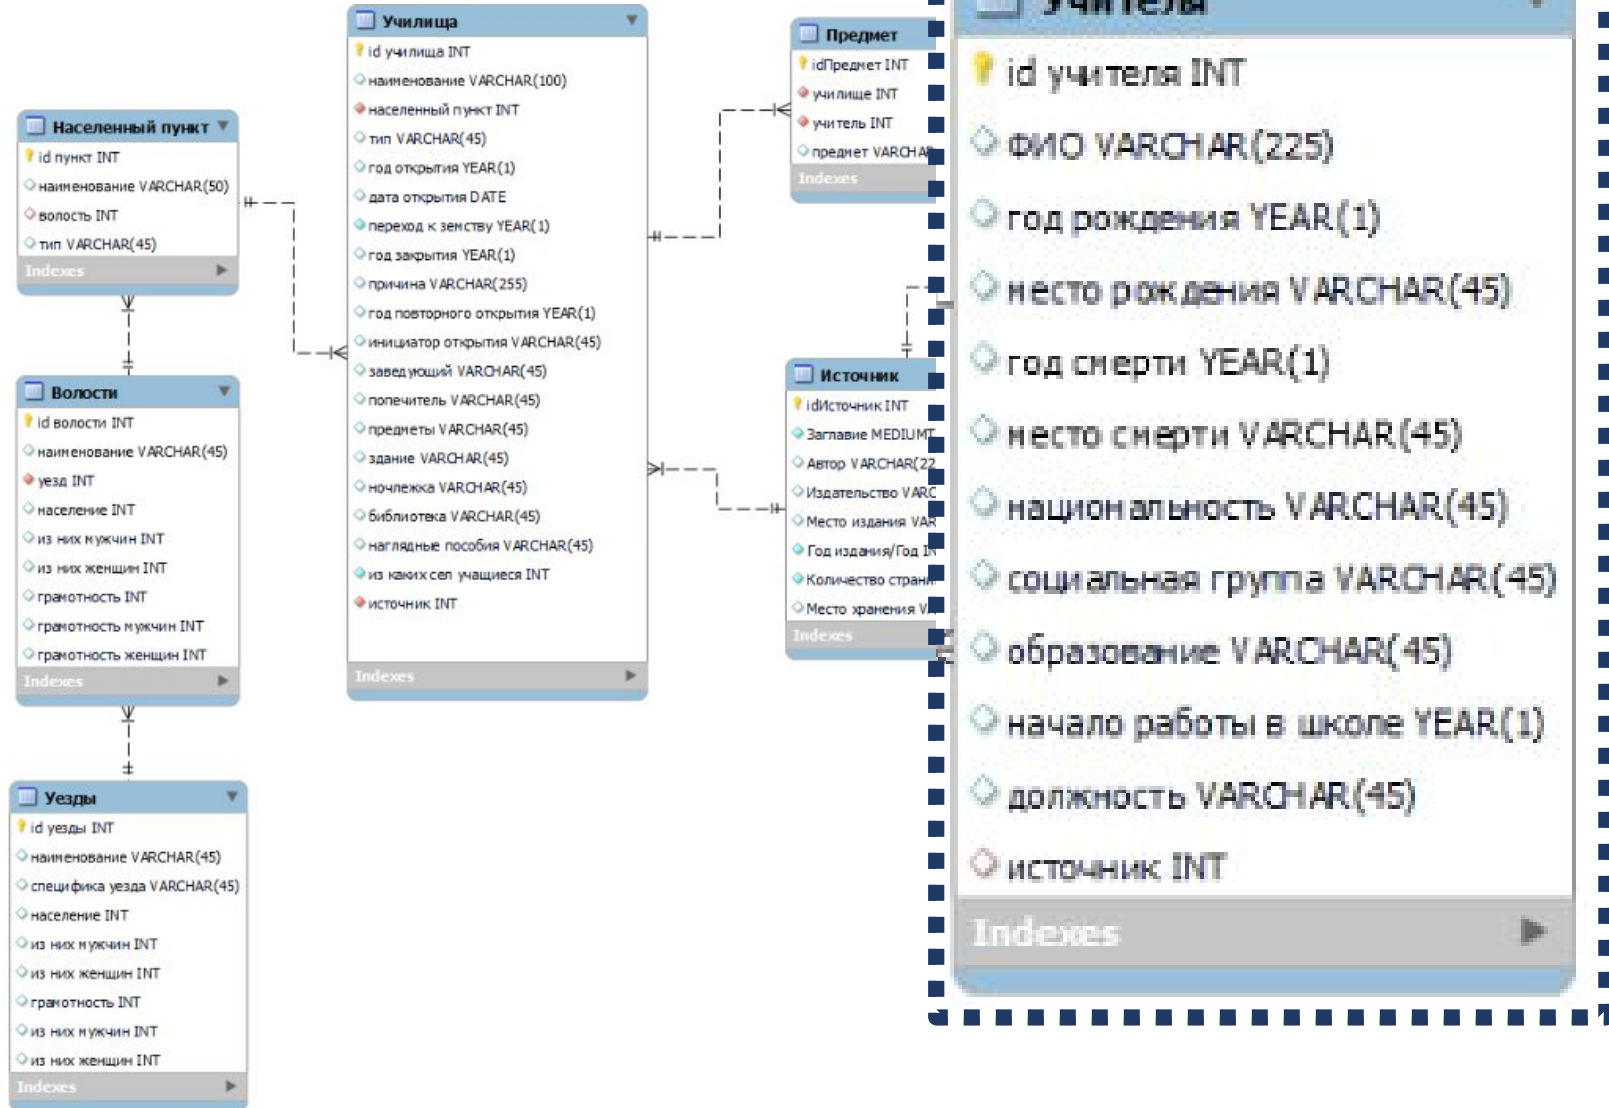 Населенный пункт
id пункт INT
наименование VARCHAR(50)
волость INT
тип VARCHAR(45)
Indexes
Волости
id волости INT
наименование VARCHAR(45)
уезд INT
население INT
из них мужчин INT
из них женщин INT
грамотность INT
грамотность мужчин INT
грамотность женщин INT
Indexes
Уезды
id уезды INT
наименование VARCHAR(45)
специфика уезда VARCHAR(45)
население INT
из них мужчин INT
из них женщин INT
грамотность INT
из них мужчин INT
из них женщин INT
Indexes
Училища
id училища INT
наименование VARCHAR(100)
населенный пункт INT
тип VARCHAR(45)
год открытия YEAR(1)
дата открытия DATE
переход к земству YEAR(1)
год закрытия YEAR(1)
причина VARCHAR(255)
год повторного открытия YEAR(1)
инициатор открытия VARCHAR(45)
заведующий VARCHAR(45)
попечитель VARCHAR(45)
предметы VARCHAR(45)
здание VARCHAR(45)
ночлежка VARCHAR(45)
библиотека VARCHAR(45)
наглядные пособия VARCHAR(45)
из каких сел учащиеся INT
источник INT
Indexes
Предмет
idПредмет INT
училище INT
учитель INT
предмет
Indexes
Источник
idИсточник INT
Заглавие
Автор
Издательство
Место издания
Год издания/Год
Количество
Место хранения
Indexes
Учителя
id учителя INT
ФИО VARCHAR(225)
год рождения YEAR(1)
место рождения VARCHAR(45)
год смерти YEAR(1)
место смерти VARCHAR(45)
национальность VARCHAR(45)
социальная группа VARCHAR(45)
образование VARCHAR(45)
начало работы в школе YEAR(1)
должность VARCHAR(45)
источник INT
Indexes